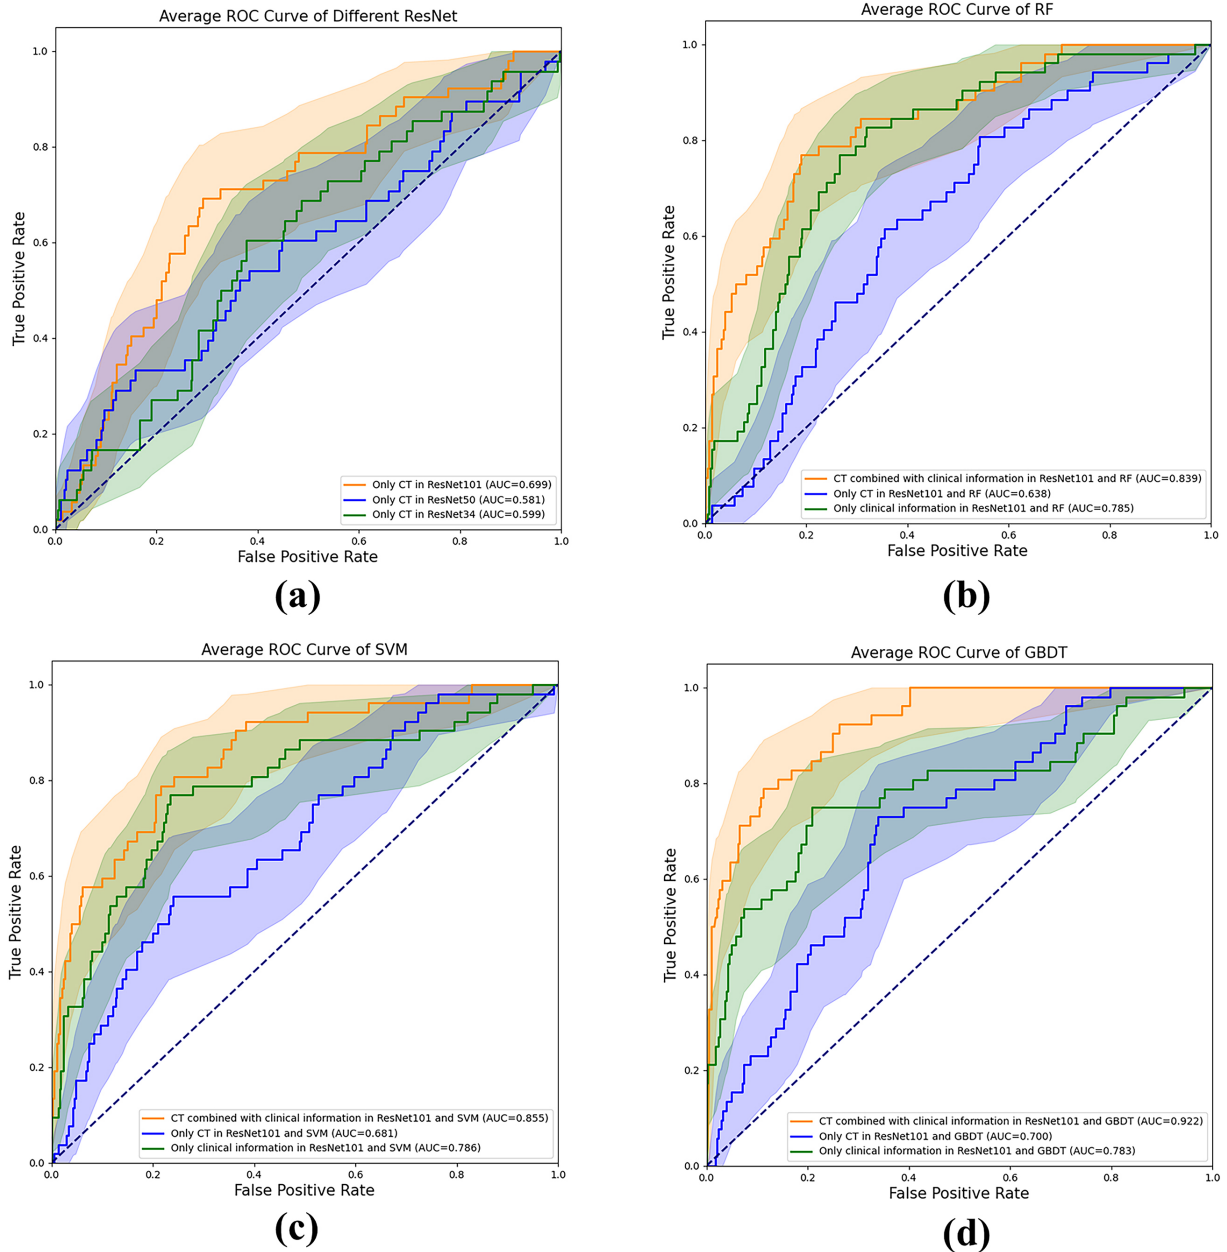 Average ROC Curve of Different ResNet
1.0
0.8
0.6
0.4
0.2
0.0
True Positive Rate
Only CT in ResNet101 (AUC=0.699)
Only CT in ResNet50 (AUC=0.581)
Only CT in ResNet34 (AUC=0.599)
0.0 0.2 0.4 0.6 0.8 1.0
False Positive Rate
(a)
Average ROC Curve of RF
1.0
0.8
0.6
0.4
0.2
0.0
True Positive Rate
CT combined with clinical information in ResNet101 and RF (AUC=0.839)
Only CT in ResNet101 and RF (AUC=0.638)
Only clinical information in ResNet101 and RF (AUC=0.785)
0.0 0.2 0.4 0.6 0.8 1.0
False Positive Rate
(b)
Average ROC Curve of SVM
1.0
0.8
0.6
0.4
0.2
0.0
True Positive Rate
CT combined with clinical information in ResNet101 and SVM (AUC=0.855)
Only CT in ResNet101 and SVM (AUC=0.681)
Only clinical information in ResNet101 and SVM (AUC=0.786)
0.0 0.2 0.4 0.6 0.8 1.0
False Positive Rate
(c)
Average ROC Curve of GBDT
1.0
0.8
0.6
0.4
0.2
0.0
True Positive Rate
CT combined with clinical information in ResNet101 and GBDT (AUC=0.922)
Only CT in ResNet101 and GBDT (AUC=0.700)
Only clinical information in ResNet101 and GBDT (AUC=0.783)
0.0 0.2 0.4 0.6 0.8 1.0
False Positive Rate
(d)